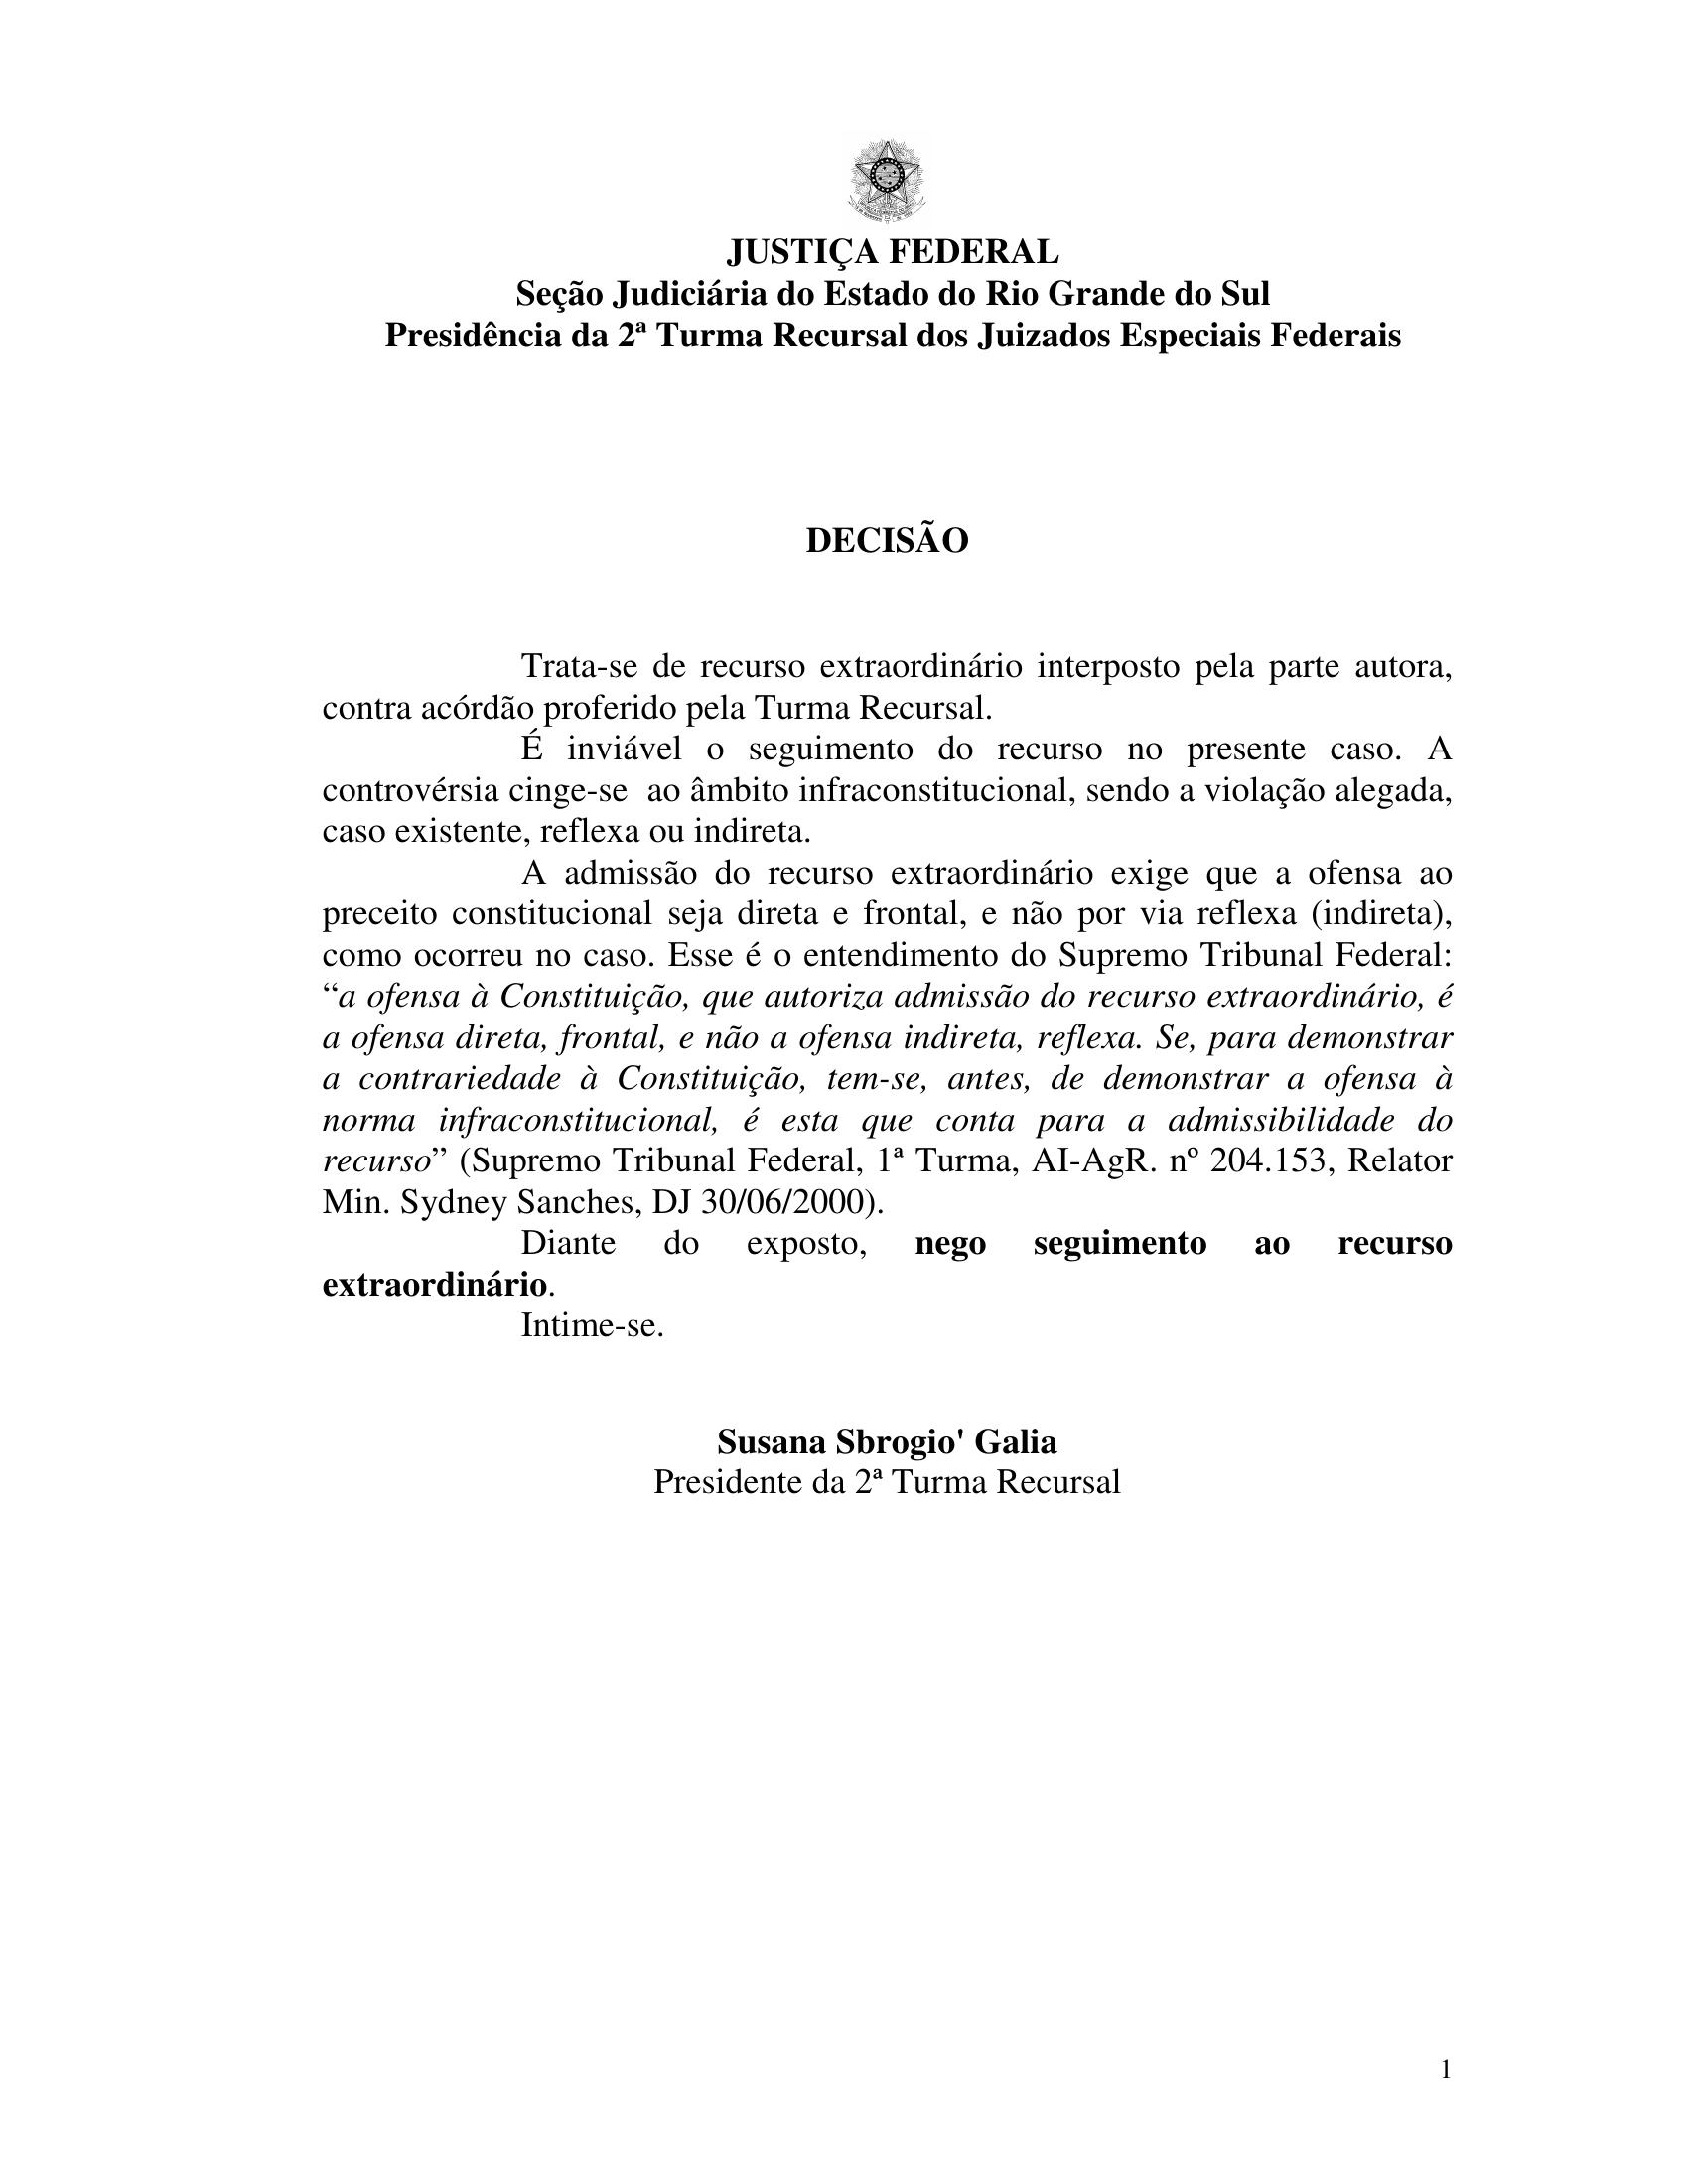 JUSTIÇA FEDERAL
Seção Judiciária do Estado do Rio Grande do Sul
Presidência da 2ª Turma Recursal dos Juizados Especiais Federais
DECISÃO
Trata-se de recurso extraordinário interposto pela parte autora,
contra acórdão proferido pela Turma Recursal.
É inviável o seguimento do recurso no presente caso. A
controvérsia cinge-se ao âmbito infraconstitucional, sendo a violação alegada,
caso existente, reflexa ou indireta.
A admissão do recurso extraordinário exige que a ofensa ao
preceito constitucional seja direta e frontal, e não por via reflexa (indireta),
como ocorreu no caso. Esse é o entendimento do Supremo Tribunal Federal:
“a ofensa à Constituição, que autoriza admissão do recurso extraordinário, é
a ofensa direta, frontal, e não a ofensa indireta, reflexa. Se, para demonstrar
a contrariedade à Constituição, tem-se, antes, de demonstrar a ofensa à
norma infraconstitucional, é esta que conta para a admissibilidade do
recurso” (Supremo Tribunal Federal, 1ª Turma, AI-AgR. nº 204.153, Relator
Min. Sydney Sanches, DJ 30/06/2000).
Diante do exposto, nego seguimento ao recurso
extraordinário.
Intime-se.
Susana Sbrogio' Galia
Presidente da 2ª Turma Recursal
1